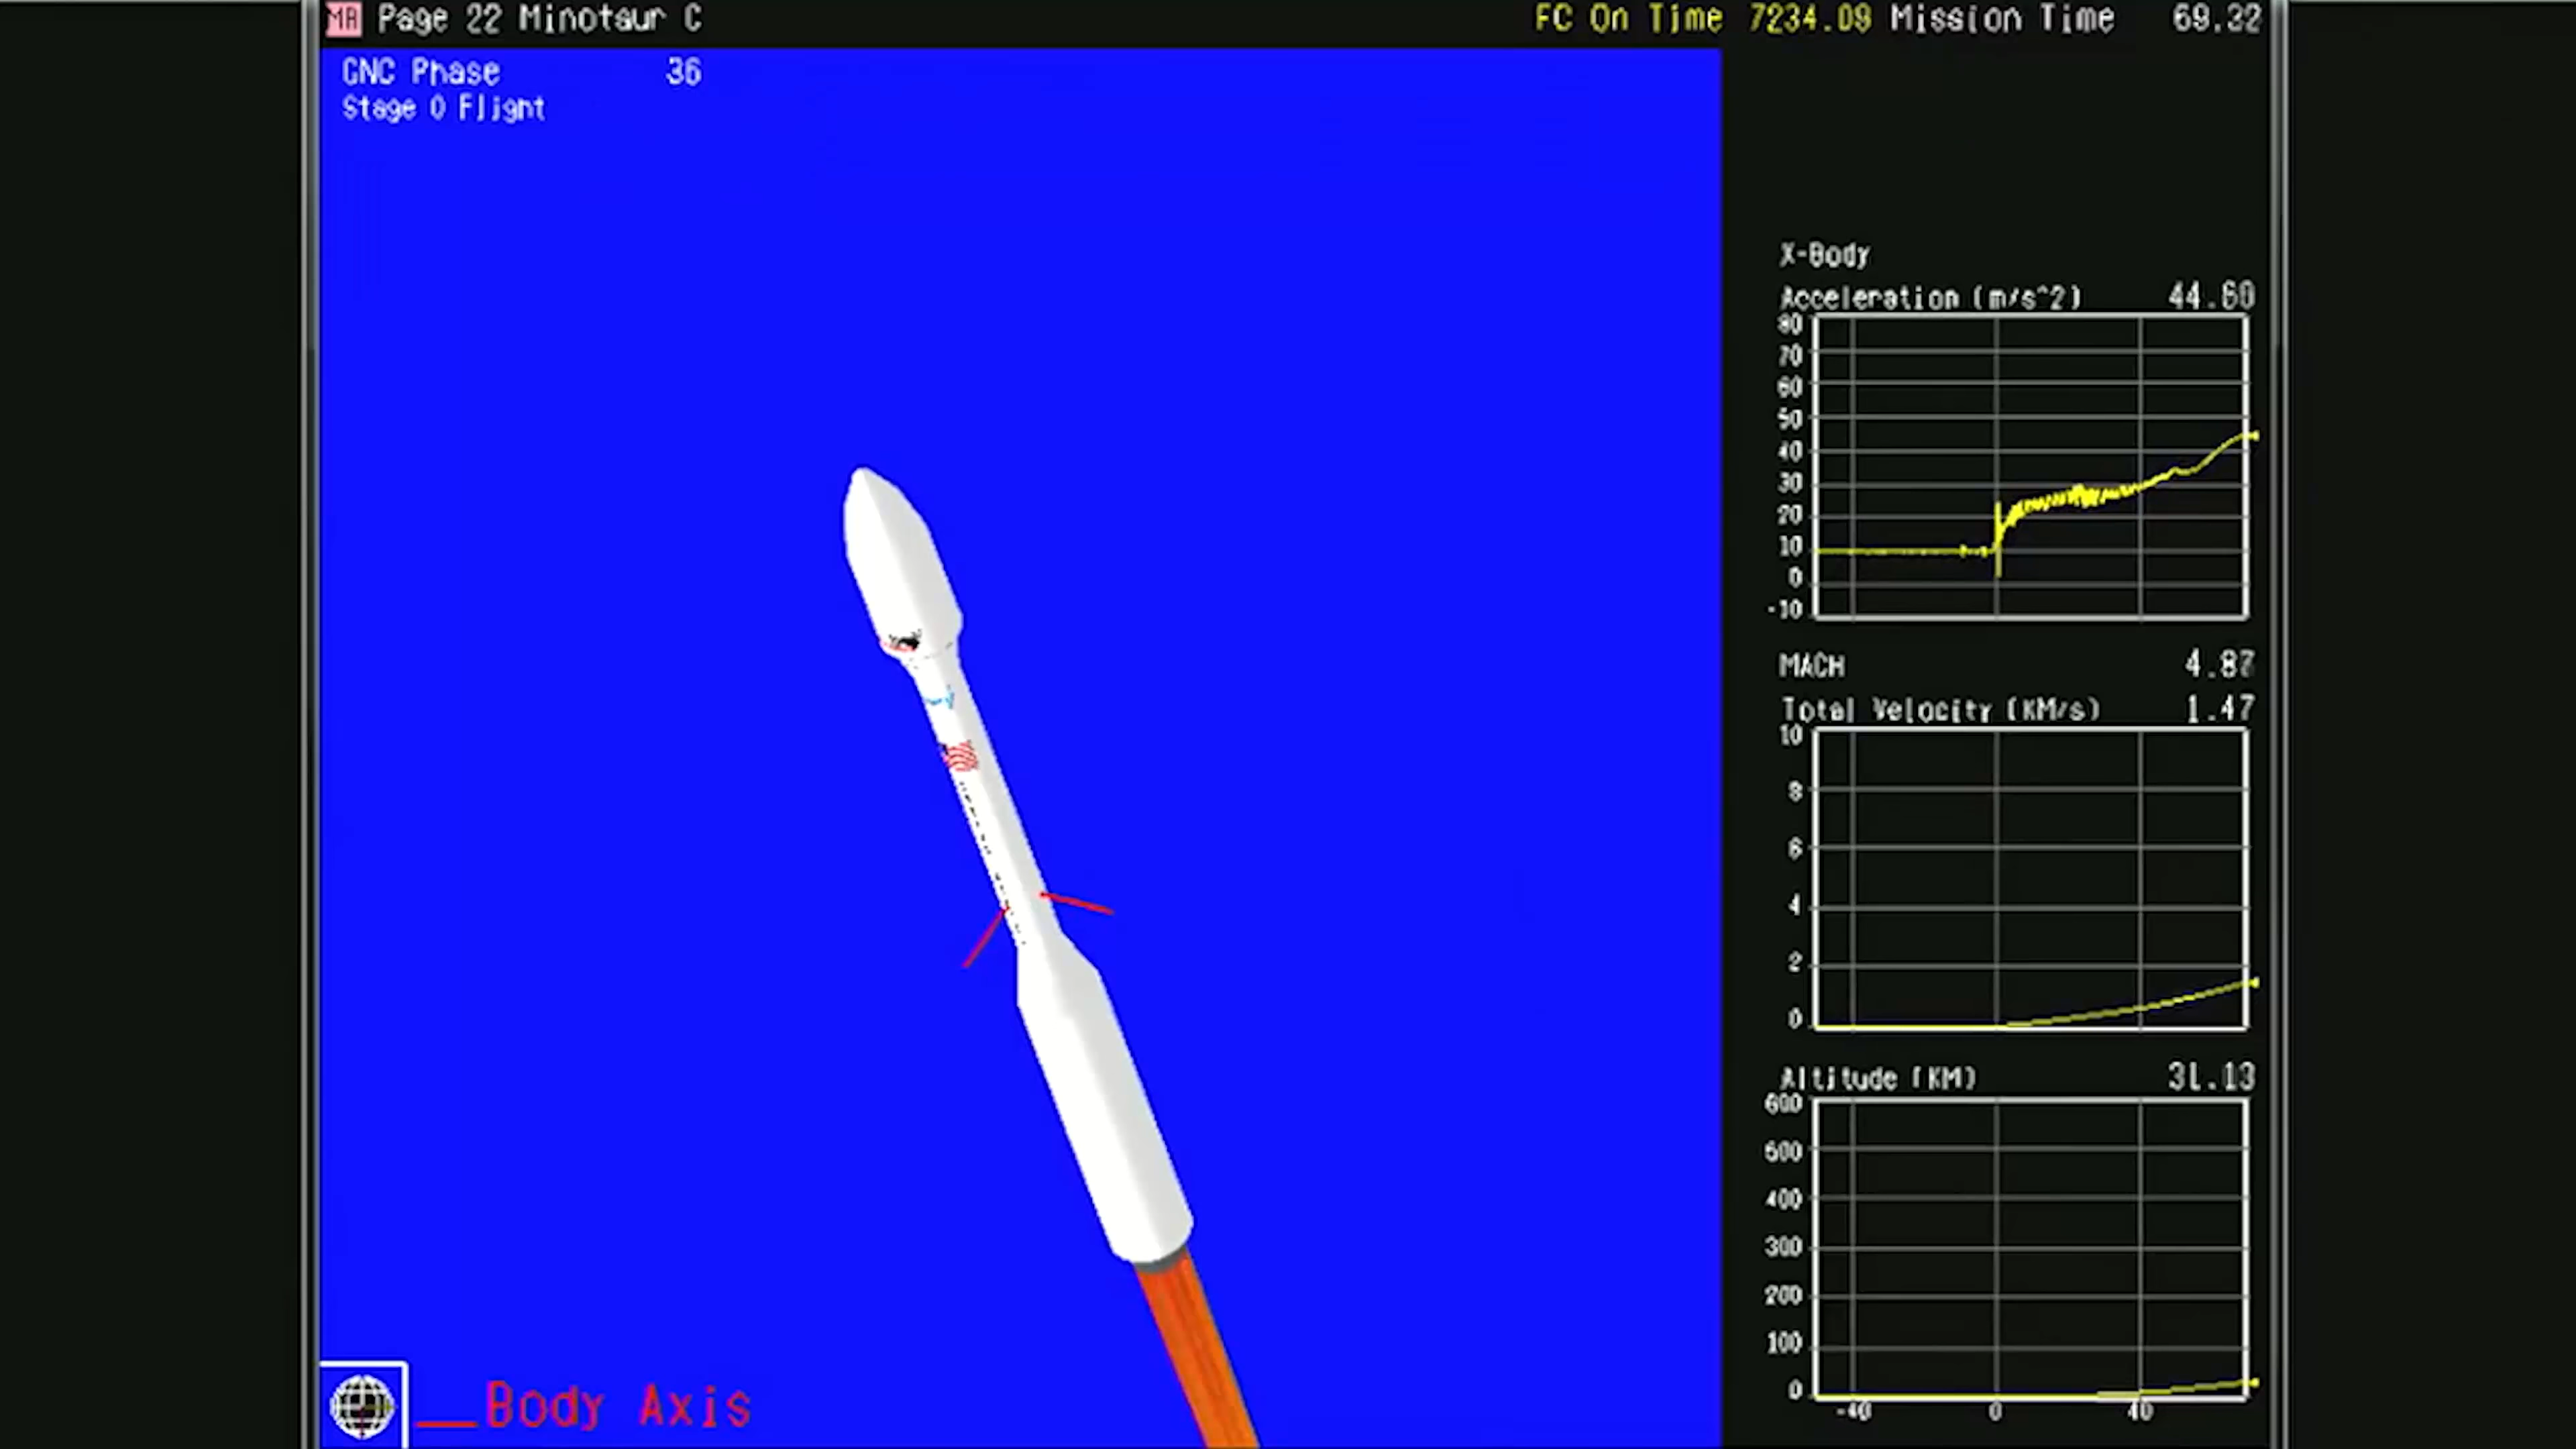 MR Page 22 Minotaur C FC On Time 7234.09 Mission Time 69.32
GNC Phase 36
Stage 0 Flight
X-Body
Acceleration (m/s^2) 44.60
80
70
60
50
40
30
20
10
0
-10
MACH 4.87
Total Velocity (KM/s) 1.47
10
8
6
4
2
0
Altitude (KM) 31.13
600
500
400
300
200
100
0
-40 0 40
Body Axis